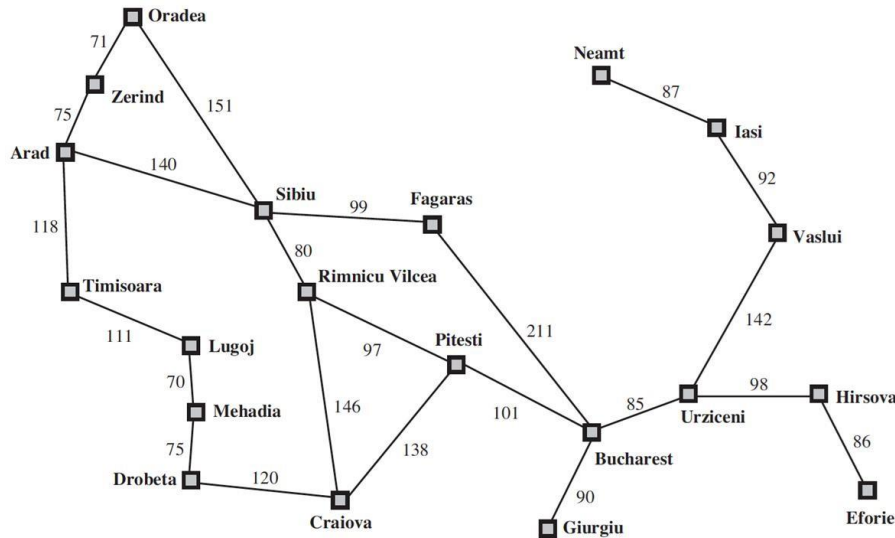 Oradea
71
Neamt
Zerind
87
151
75
Iasi
Arad
140
92
Sibiu
Fagaras
99
118
Vaslui
80
Timisoara
Rimnicu Vilcea
142
111
211
Lugoj
97
Pitesti
70
98
146
85
Hirsova
Mehadia
101
Urziceni
75
138
86
Bucharest
Drobeta
120
90
Craiova
Giurgiu
Eforie